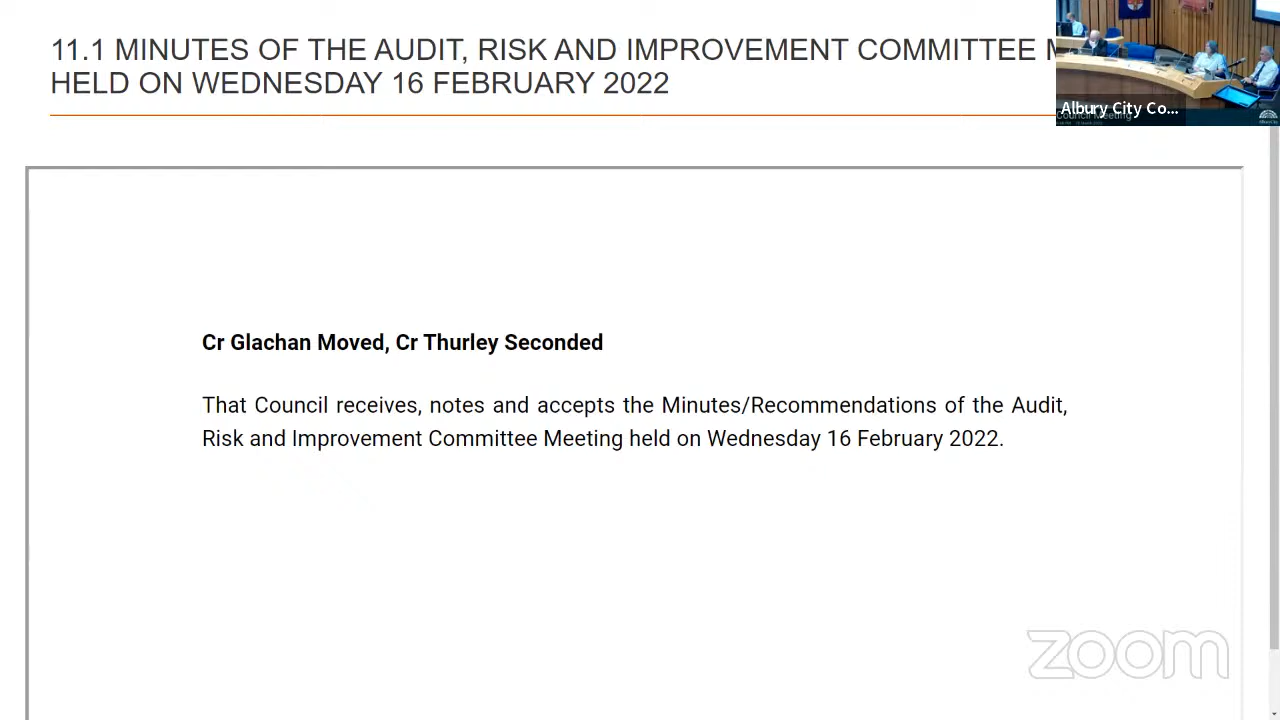 11.1 MINUTES OF THE AUDIT, RISK AND IMPROVEMENT COMMITTEE
HELD ON WEDNESDAY 16 FEBRUARY 2022
Albury City Co...
Council Meeting
Cr Glachan Moved, Cr Thurley Seconded
That Council receives, notes and accepts the Minutes/Recommendations of the Audit,
Risk and Improvement Committee Meeting held on Wednesday 16 February 2022.
zoom